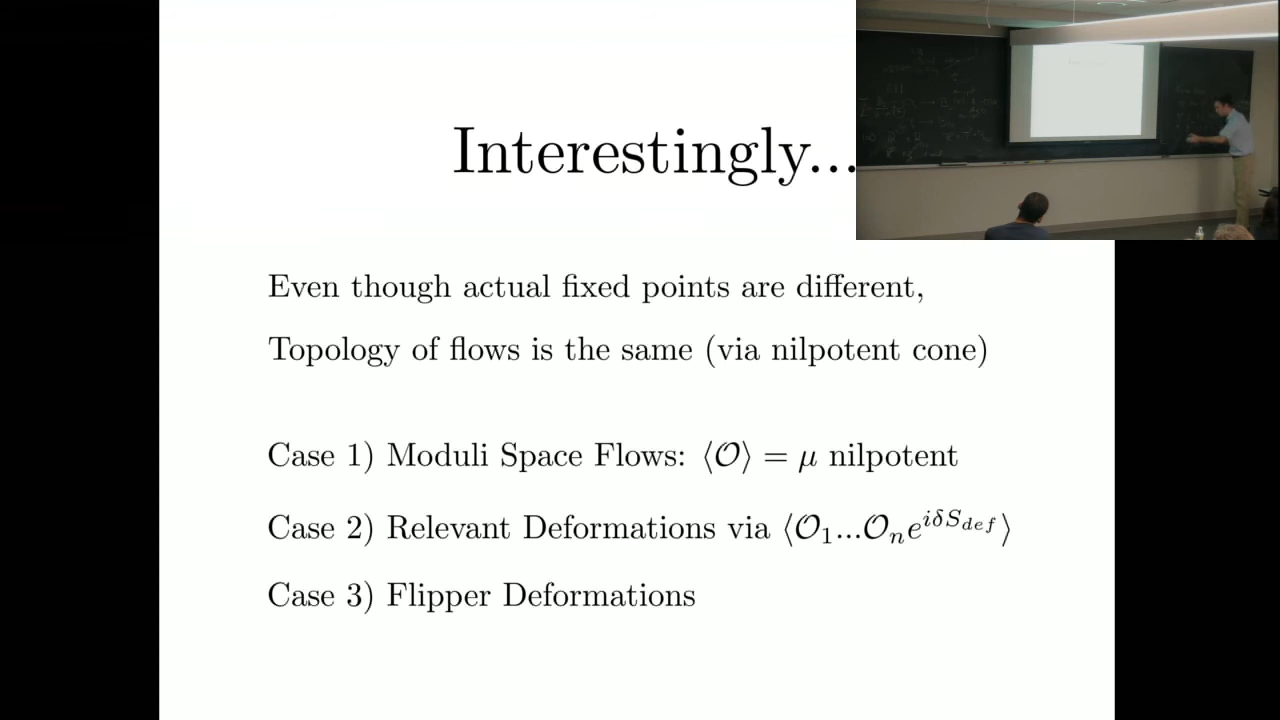 Interestingly...
Even though actual fixed points are different,
Topology of flows is the same (via nilpotent cone)
Case 1) Moduli Space Flows: ⟨𝒪⟩ = μ nilpotent
Case 2) Relevant Deformations via ⟨𝒪₁...𝒪ₙe^{iδS_{def}}⟩
Case 3) Flipper Deformations